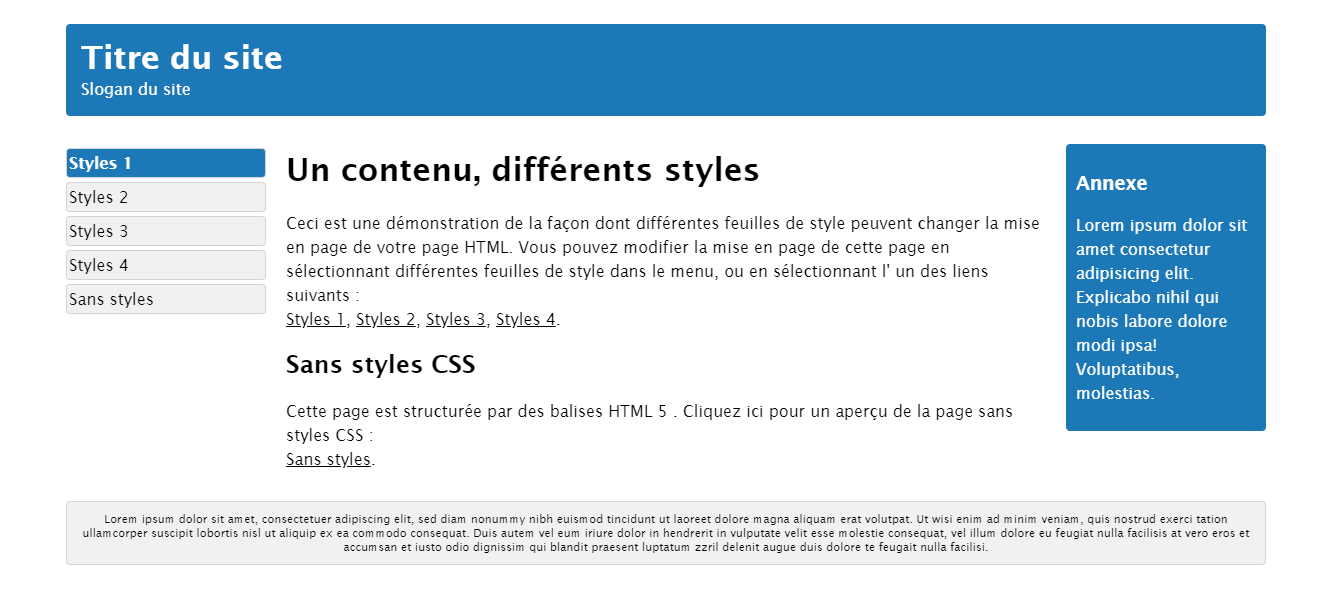 Titre du site
Slogan du site
Styles 1
Styles 2
Styles 3
Styles 4
Sans styles
Un contenu, différents styles
Ceci est une démonstration de la façon dont différentes feuilles de style peuvent changer la mise
en page de votre page HTML. Vous pouvez modifier la mise en page de cette page en
sélectionnant différentes feuilles de style dans le menu, ou en sélectionnant l' un des liens
suivants :
Styles 1, Styles 2, Styles 3, Styles 4.
Sans styles CSS
Cette page est structurée par des balises HTML 5 . Cliquez ici pour un aperçu de la page sans
styles CSS :
Sans styles.
Annexe
Lorem ipsum dolor sit
amet consectetur
adipisicing elit.
Explicabo nihil qui
nobis labore dolore
modi ipsa!
Voluptatibus,
molestias.
Lorem ipsum dolor sit amet, consectetuer adipiscing elit, sed diam nonummy nibh euismod tincidunt ut laoreet dolore magna aliquam erat volutpat. Ut wisi enim ad minim veniam, quis nostrud exerci tation
ullamcorper suscipit lobortis nisl ut aliquip ex ea commodo consequat. Duis autem vel eum iriure dolor in hendrerit in vulputate velit esse molestie consequat, vel illum dolore eu feugiat nulla facilisis at vero eros et
accumsan et iusto odio dignissim qui blandit praesent luptatum zzril delenit augue duis dolore te feugait nulla facilisi.